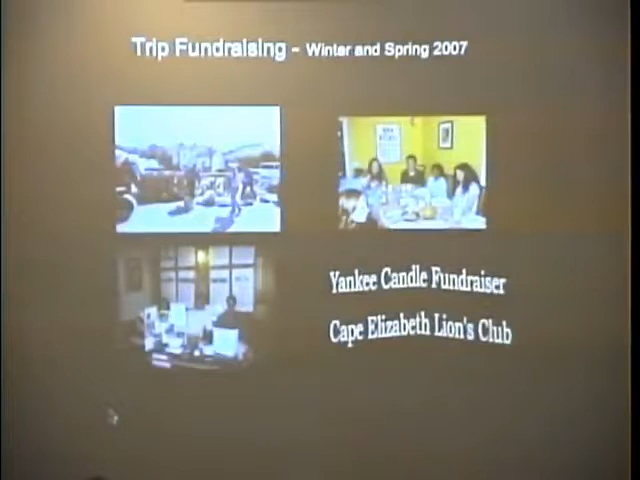 Trip Fundraising - Winter and Spring 2007
Yankee Candle Fundraiser
Cape Elizabeth Lion's Club